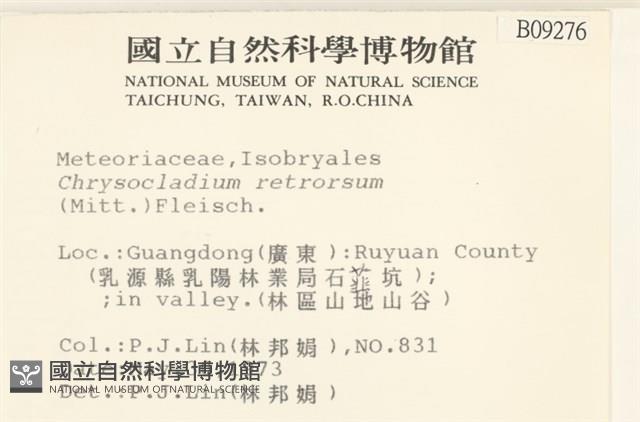 B09276
國立自然科學博物館
NATIONAL MUSEUM OF NATURAL SCIENCE
TAICHUNG, TAIWAN, R.O.CHINA
Meteoriaceae,Isobryales
Chrysocladium retrorsum
(Mitt.)Fleisch.
Loc.:Guangdong(廣東):Ruyuan County
(乳源縣乳陽林業局石 坑);
;in valley.(林區山地山谷)
Col.:P.J.Lin(林邦娟),NO.831
國立自然科學博物館
73
NATIONAL MUSEUM OF NATURAL SCIENCE
Det.:P.J.Lin(林邦娟)